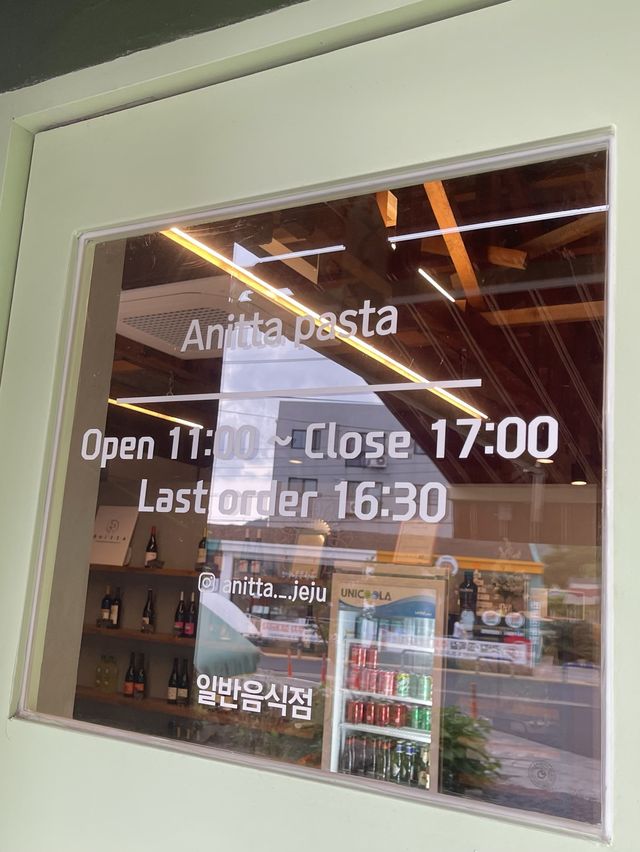 Anitta pasta
Open 11:00 ~ Close 17:00
Last order 16:30
anitta._.jeju
일반음식점
UNICOOLA